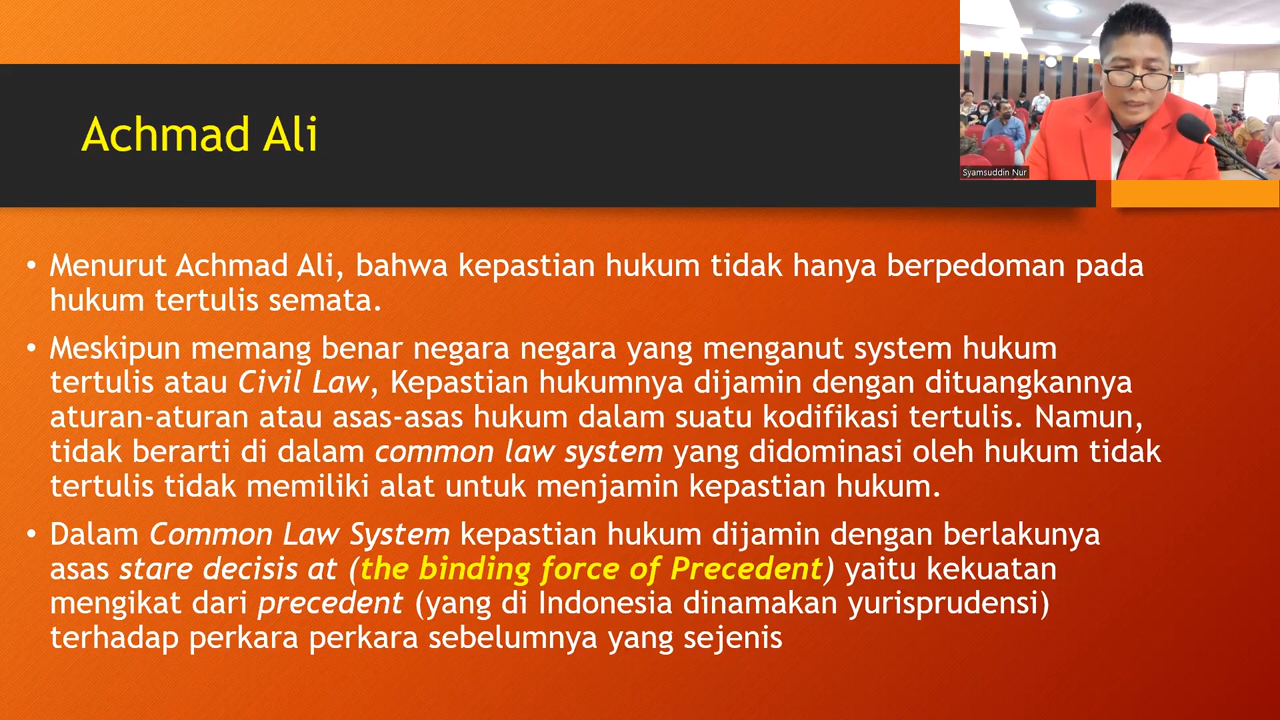 Achmad Ali
Syamsuddin Nur
• Menurut Achmad Ali, bahwa kepastian hukum tidak hanya berpedoman pada
hukum tertulis semata.
• Meskipun memang benar negara negara yang menganut system hukum
tertulis atau Civil Law, Kepastian hukumnya dijamin dengan dituangkannya
aturan-aturan atau asas-asas hukum dalam suatu kodifikasi tertulis. Namun,
tidak berarti di dalam common law system yang didominasi oleh hukum tidak
tertulis tidak memiliki alat untuk menjamin kepastian hukum.
• Dalam Common Law System kepastian hukum dijamin dengan berlakunya
asas stare decisis at (the binding force of Precedent) yaitu kekuatan
mengikat dari precedent (yang di Indonesia dinamakan yurisprudensi)
terhadap perkara perkara sebelumnya yang sejenis